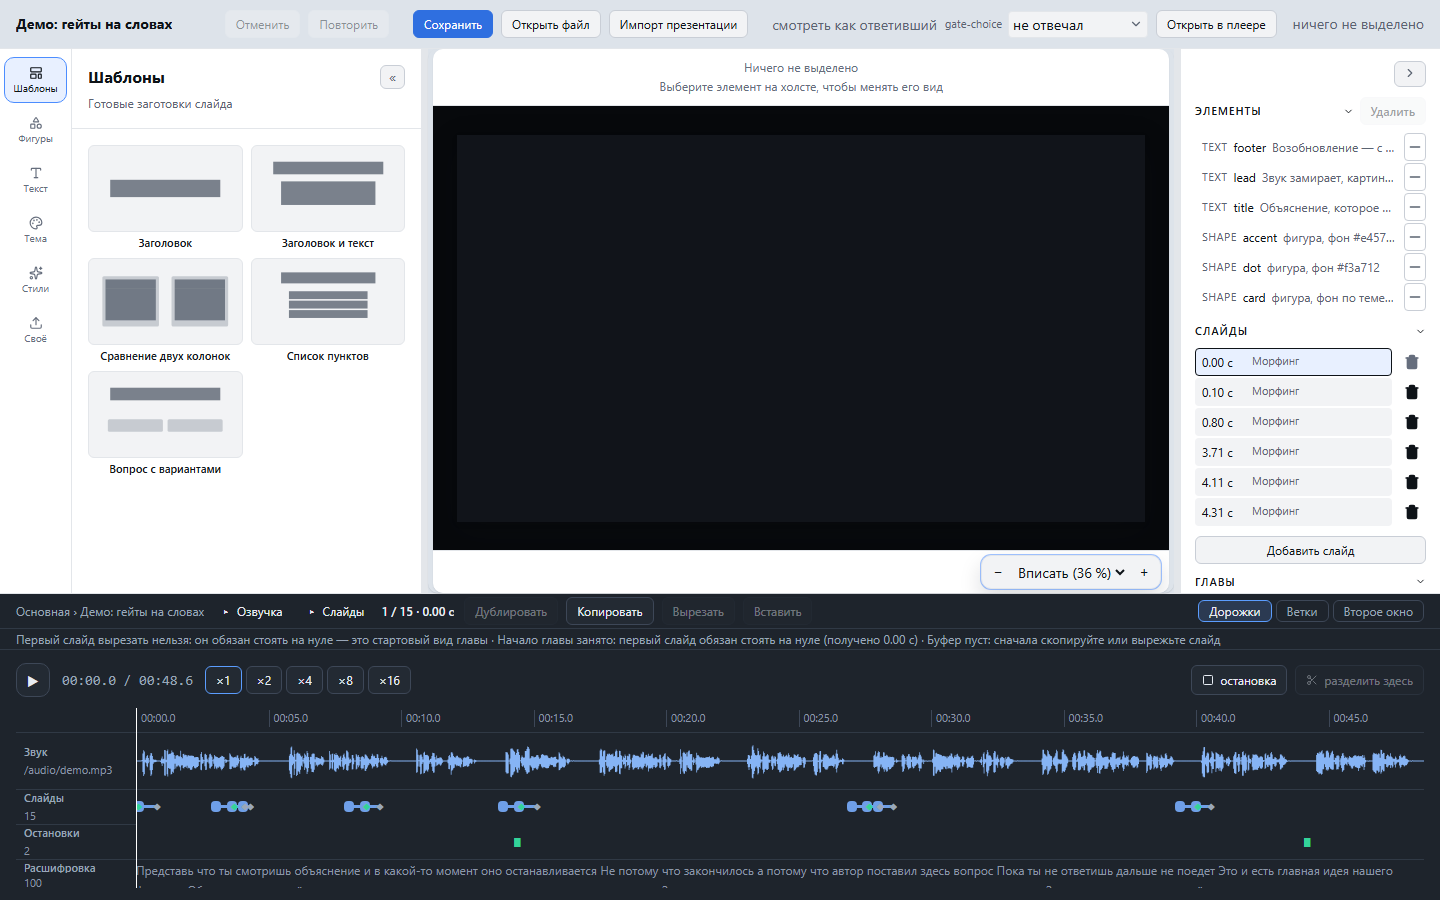 Демо: гейты на словах
Отменить
Повторить
Сохранить
Открыть файл
Импорт презентации
смотреть как ответивший
gate-choice
не отвечал
Открыть в плеере
ничего не выделено
Шаблоны
Фигуры
Текст
Тема
Стили
Своё
Шаблоны
«
Готовые заготовки слайда
Заголовок
Заголовок и текст
Сравнение двух колонок
Список пунктов
Вопрос с вариантами
Ничего не выделено
Выберите элемент на холсте, чтобы менять его вид
− Вписать (36 %) +
ЭЛЕМЕНТЫ
Удалить
TEXT footer Возобновление — с ...
TEXT lead Звук замирает, картин...
TEXT title Объяснение, которое ...
SHAPE accent фигура, фон #e457...
SHAPE dot фигура, фон #f3a712
SHAPE card фигура, фон по теме...
СЛАЙДЫ
0.00 с Морфинг
0.10 с Морфинг
0.80 с Морфинг
3.71 с Морфинг
4.11 с Морфинг
4.31 с Морфинг
Добавить слайд
ГЛАВЫ
Основная › Демо: гейты на словах
Озвучка
Слайды
1 / 15 · 0.00 с
Дублировать
Копировать
Вырезать
Вставить
Дорожки
Ветки
Второе окно
Первый слайд вырезать нельзя: он обязан стоять на нуле — это стартовый вид главы · Начало главы занято: первый слайд обязан стоять на нуле (получено 0.00 с) · Буфер пуст: сначала скопируйте или вырежьте слайд
00:00.0 / 00:48.6
×1
×2
×4
×8
×16
остановка
разделить здесь
00:00.0 00:05.0 00:10.0 00:15.0 00:20.0 00:25.0 00:30.0 00:35.0 00:40.0 00:45.0
Звук
/audio/demo.mp3
Слайды
15
Остановки
2
Расшифровка
100
Представь что ты смотришь объяснение и в какой-то момент оно останавливается Не потому что закончилось а потому что автор поставил здесь вопрос Пока ты не ответишь дальше не поедет Это и есть главная идея нашего